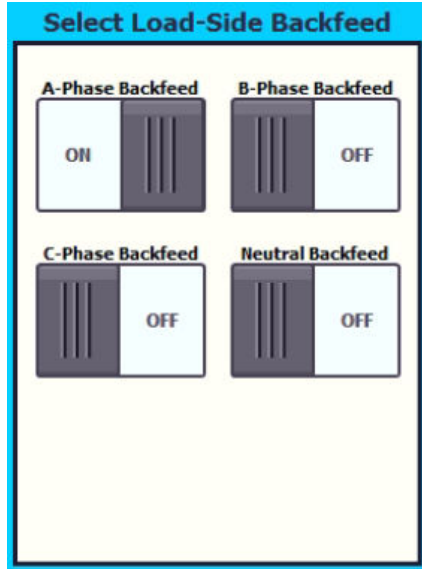 Select Load-Side Backfeed
A-Phase Backfeed
B-Phase Backfeed
ON
OFF
C-Phase Backfeed
Neutral Backfeed
OFF
OFF